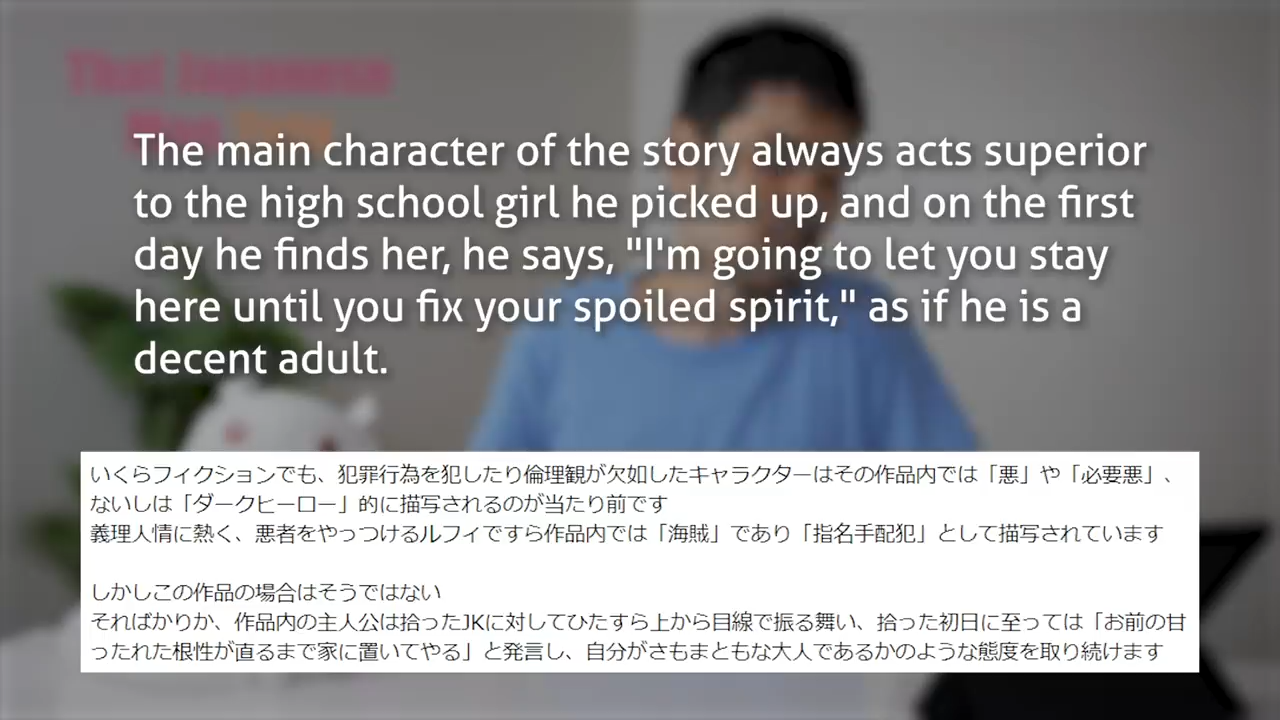 That Japanese
Man Yuta
The main character of the story always acts superior
to the high school girl he picked up, and on the first
day he finds her, he says, "I'm going to let you stay
here until you fix your spoiled spirit," as if he is a
decent adult.
いくらフィクションでも、犯罪行為を犯したり倫理観が欠如したキャラクターはその作品内では「悪」や「必要悪」、
ないしは「ダークヒーロー」的に描写されるのが当たり前です
義理人情に熱く、悪者をやっつけるルフィですら作品内では「海賊」であり「指名手配犯」として描写されています
しかしこの作品の場合はそうではない
そればかりか、作品内の主人公は拾ったJKに対してひたすら上から目線で振る舞い、拾った初日に至っては「お前の甘
ったれた根性が直るまで家に置いてやる」と発言し、自分がさもまともな大人であるかのような態度を取り続けます